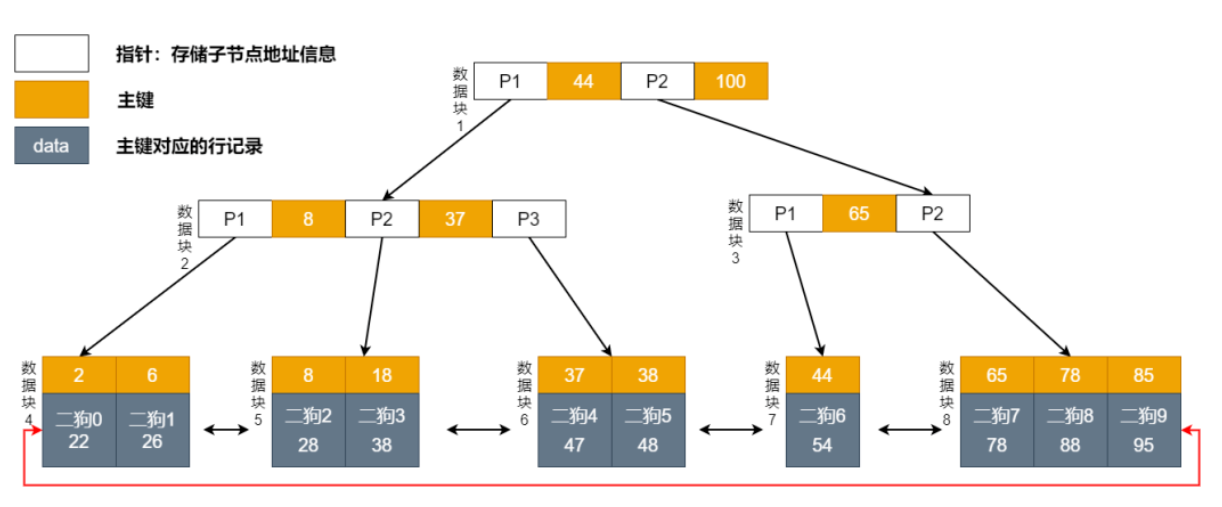 指针：存储子节点地址信息
主键
data 主键对应的行记录
数据块1
P1 44 P2 100
数据块2
P1 8 P2 37 P3
数据块3
P1 65 P2
数据块4
2 6
二狗0 二狗1
22 26
数据块5
8 18
二狗2 二狗3
28 38
数据块6
37 38
二狗4 二狗5
47 48
数据块7
44
二狗6
54
数据块8
65 78 85
二狗7 二狗8 二狗9
78 88 95